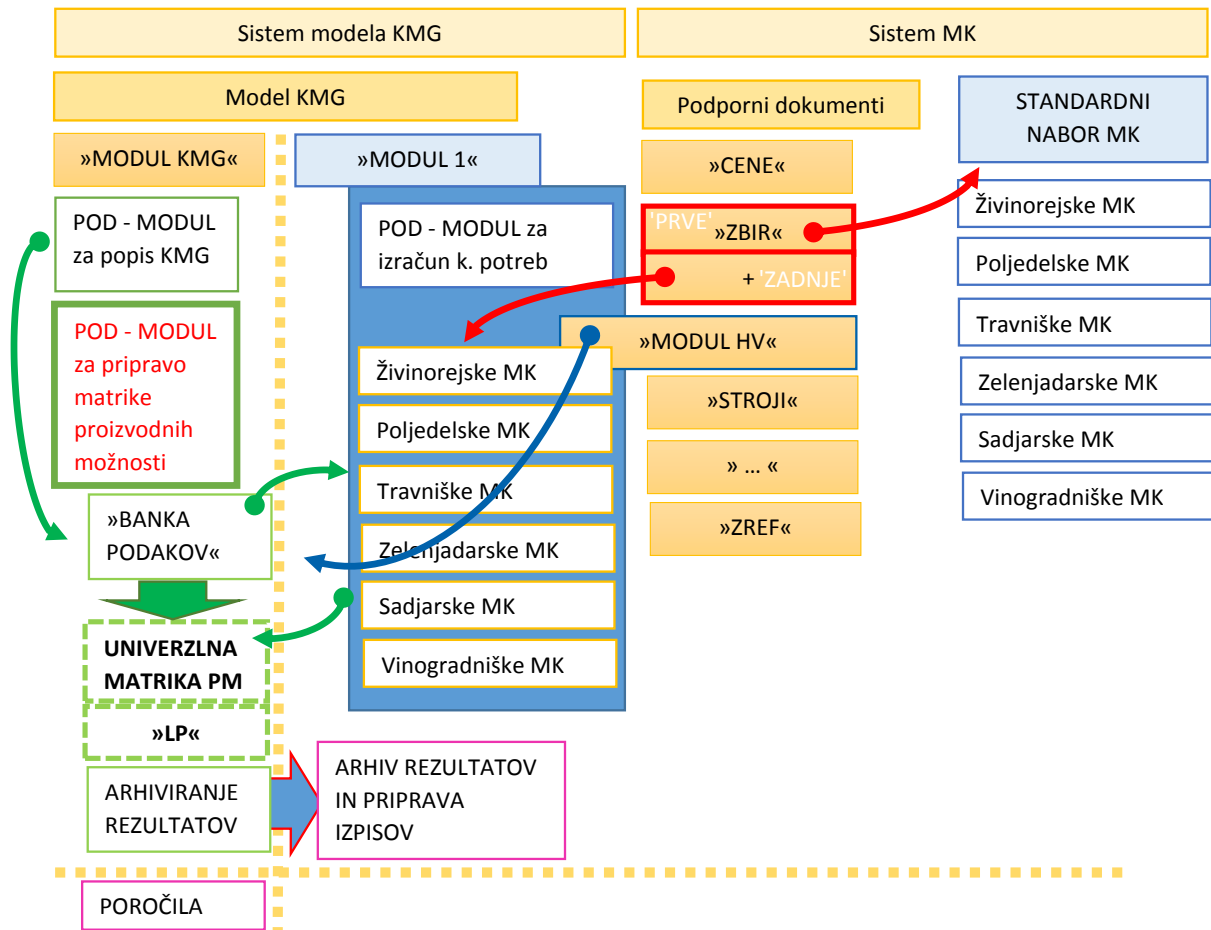 Sistem modela KMG
Sistem MK
Model KMG
Podporni dokumenti
STANDARDNI
NABOR MK
»MODUL KMG«
»MODUL 1«
»CENE«
POD - MODUL
za popis KMG
POD - MODUL za
izračun k. potreb
'PRVE'
»ZBIR«
+ 'ZADNJE'
Živinorejske MK
Poljedelske MK
Travniške MK
Zelenjadarske MK
Sadjarske MK
Vinogradniške MK
POD - MODUL
za pripravo
matrike
proizvodnih
možnosti
»MODUL HV«
»STROJI«
» ... «
»ZREF«
Živinorejske MK
Poljedelske MK
Travniške MK
Zelenjadarske MK
Sadjarske MK
Vinogradniške MK
»BANKA
PODAKOV«
UNIVERZLNA
MATRIKA PM
»LP«
ARHIVIRANJE
REZULTATOV
ARHIV REZULTATOV
IN PRIPRAVA
IZPISOV
POROČILA